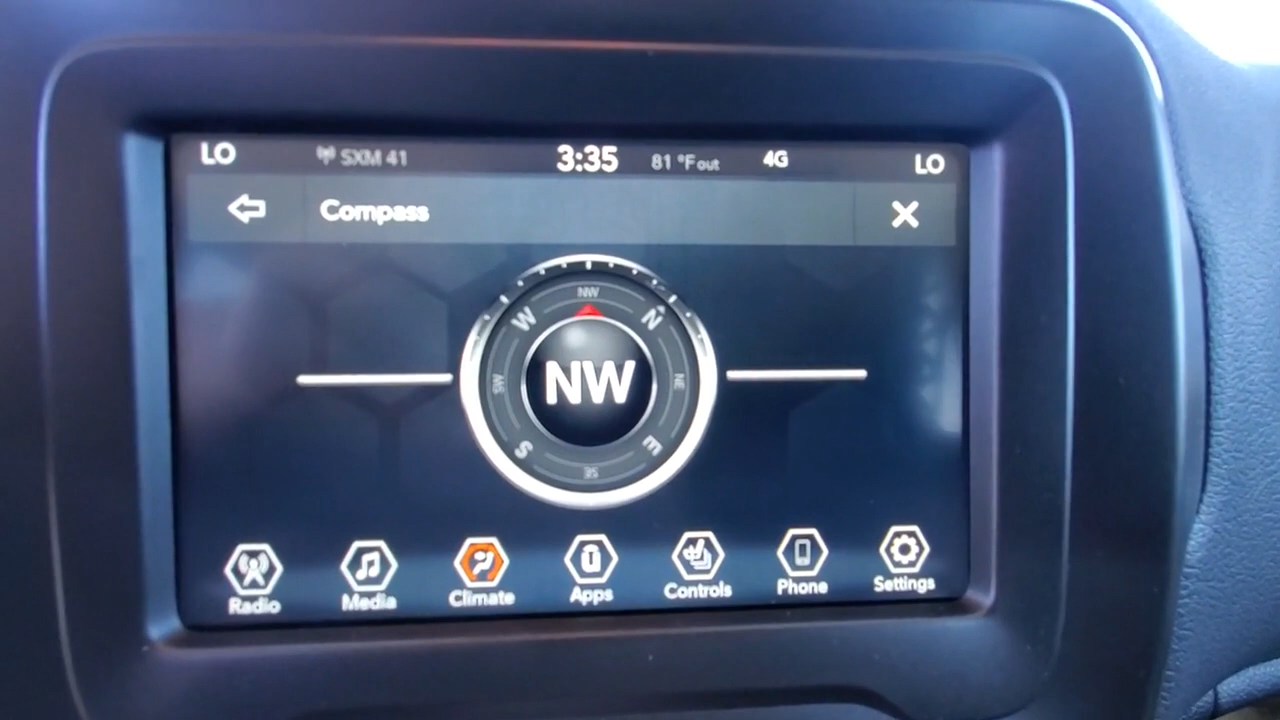 LO SXM 41 3:35 81 °F out 4G LO
Compass
NW
W N
NW
SW NE
S E
SE
Radio Media Climate Apps Controls Phone Settings